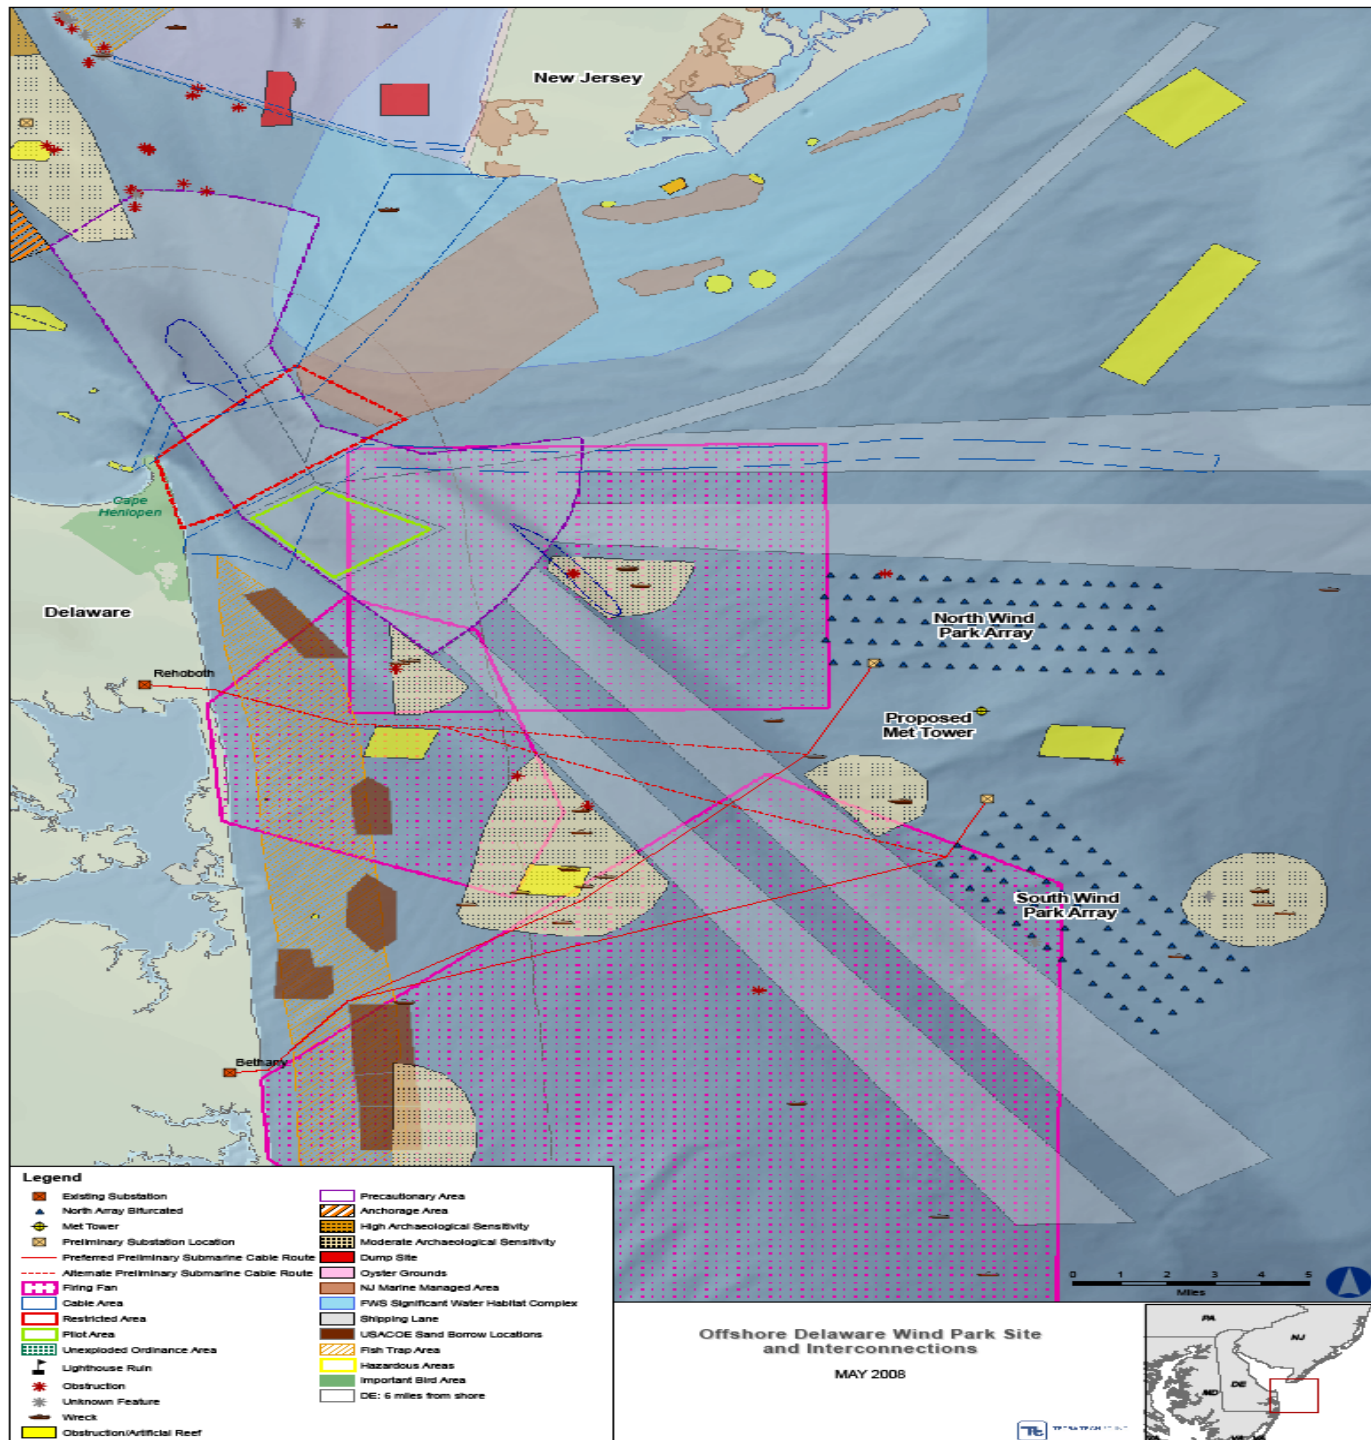 New Jersey
Cape
Henlopen
Delaware
North Wind
Park Array
Rehoboth
Proposed
Met Tower
South Wind
Park Array
Bethany
Legend
Existing Substation
North Array Bifurcated
Met Tower
Preliminary Substation Location
Preferred Preliminary Submarine Cable Route
Alternate Preliminary Submarine Cable Route
Firing Fan
Cable Area
Restricted Area
Pilot Area
Unexploded Ordinance Area
Lighthouse Ruin
Obstruction
Unknown Feature
Wreck
Obstruction/Artificial Reef
Precautionary Area
Anchorage Area
High Archaeological Sensitivity
Moderate Archaeological Sensitivity
Dump Site
Oyster Grounds
NJ Marine Managed Area
FWS Significant Water Habitat Complex
Shipping Lane
USACOE Sand Borrow Locations
Fish Trap Area
Hazardous Areas
Important Bird Area
DE: 6 miles from shore
0 1 2 3 4 5
Miles
Offshore Delaware Wind Park Site
and Interconnections
MAY 2008
PA
NJ
MD
DE